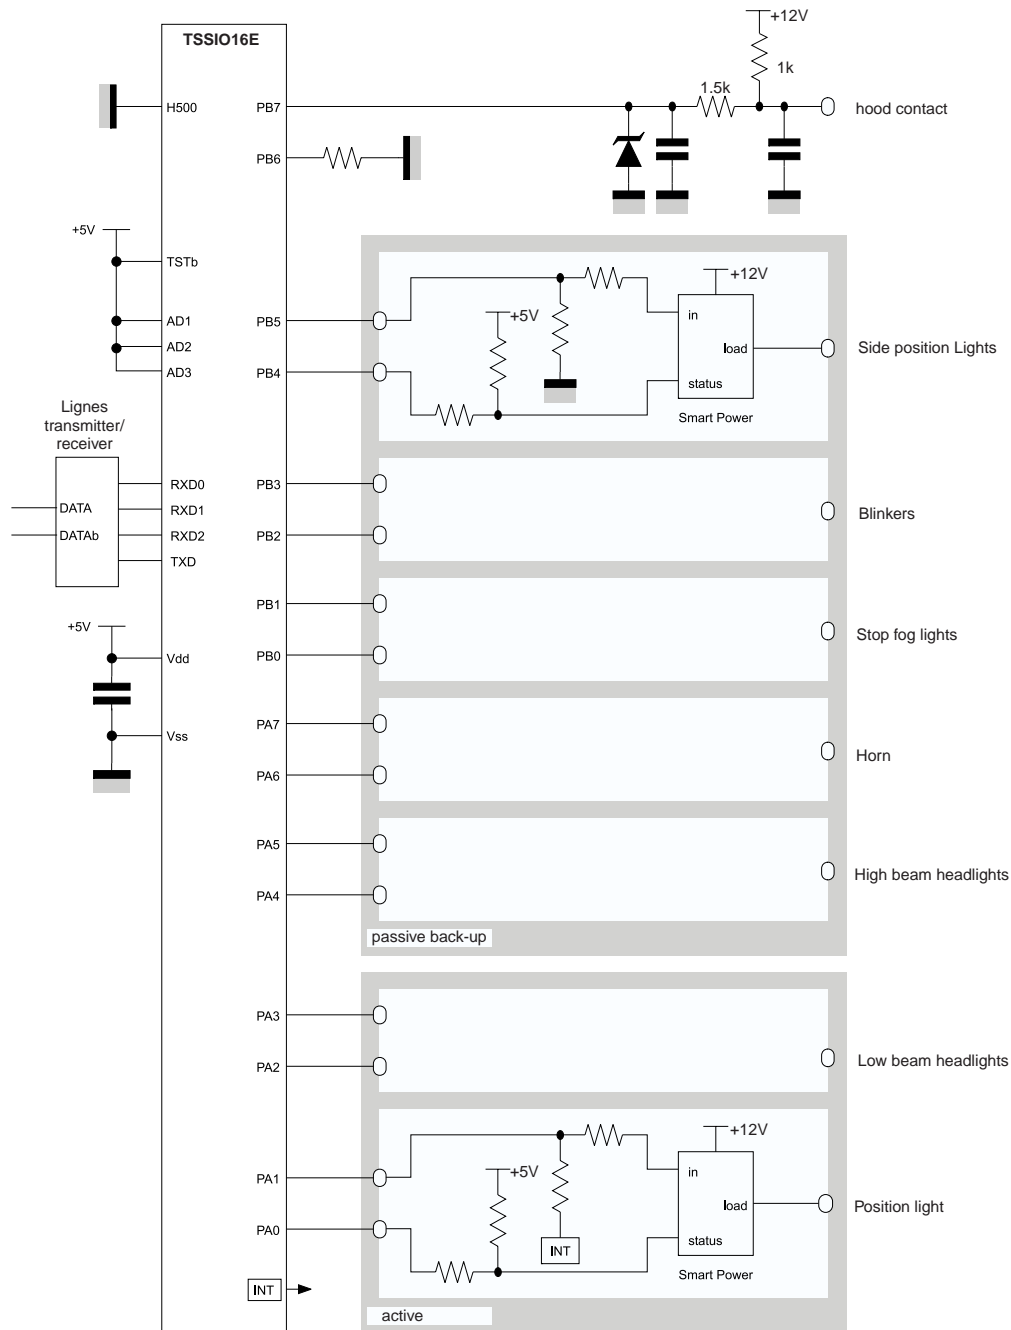 TSSIO16E
+12V
1k
1.5k
H500
PB7
hood contact
PB6
+5V
TSTb
+12V
AD1
PB5
+5V
in
AD2
load
Side position Lights
AD3
PB4
status
Smart Power
Lignes
transmitter/
receiver
RXD0
PB3
DATA
RXD1
Blinkers
DATAb
RXD2
PB2
TXD
PB1
+5V
Stop fog lights
Vdd
PB0
Vss
PA7
Horn
PA6
PA5
High beam headlights
PA4
passive back-up
PA3
Low beam headlights
PA2
+12V
PA1
+5V
in
load
Position light
PA0
status
INT
Smart Power
INT
active